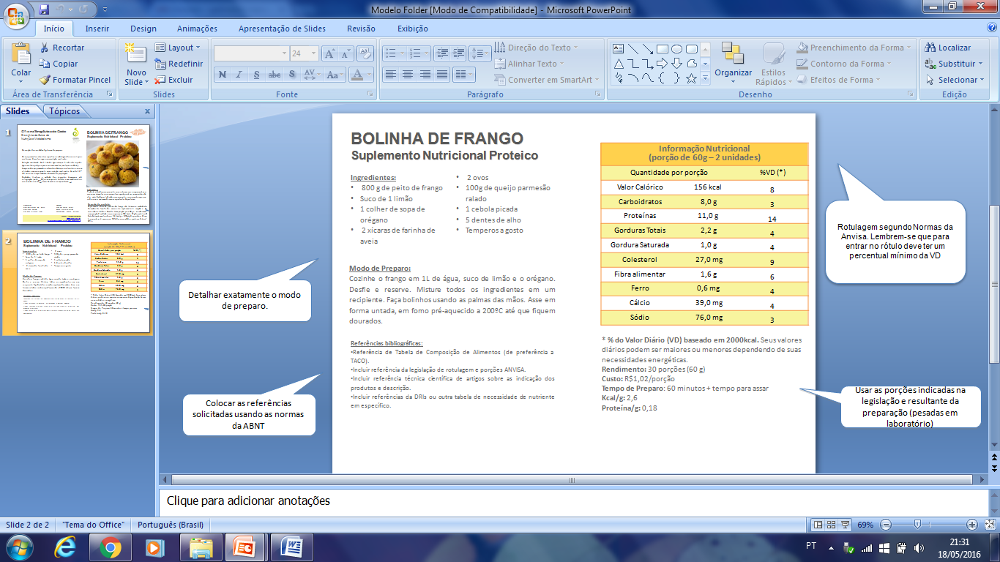 Modelo Folder [Modo de Compatibilidade] - Microsoft PowerPoint
Início Inserir Design Animações Apresentação de Slides Revisão Exibição
Colar
Recortar
Copiar
Formatar Pincel
Área de Transferência
Novo Slide
Layout
Redefinir
Excluir
Slides
24
N I S abc S AV Aa A
Fonte
Direção do Texto
Alinhar Texto
Converter em SmartArt
Parágrafo
Organizar
Estilos Rápidos
Preenchimento da Forma
Contorno da Forma
Efeitos de Forma
Desenho
Localizar
Substituir
Selecionar
Edição
Slides Tópicos x
1
2
BOLINHA DE FRANGO
Suplemento Nutricional Proteico
Ingredientes:
• 800 g de peito de frango
• Suco de 1 limão
• 1 colher de sopa de
orégano
• 2 xícaras de farinha de
aveia
• 2 ovos
• 100g de queijo parmesão
ralado
• 1 cebola picada
• 5 dentes de alho
• Temperos a gosto
Modo de Preparo:
Cozinhe o frango em 1L de água, suco de limão e o orégano.
Desfie e reserve. Misture todos os ingredientes em um
recipiente. Faça bolinhos usando as palmas das mãos. Asse em
forma untada, em forno pré-aquecido a 200ºC até que fiquem
dourados.
Referências bibliográficas:
•Referência de Tabela de Composição de Alimentos (de preferência a
TACO).
•Incluir referência da legislação de rotulagem e porções ANVISA.
•Incluir referência técnica científica de artigos sobre as indicação dos
produtos e descrição.
•Incluir referências da DRIs ou outra tabela de necessidade de nutriente
em específico.
Informação Nutricional
(porção de 60g – 2 unidades)
Quantidade por porção %VD (*)
Valor Calórico 156 kcal 8
Carboidratos 8,0 g 3
Proteínas 11,0 g 14
Gorduras Totais 2,2 g 4
Gordura Saturada 1,0 g 4
Colesterol 27,0 mg 9
Fibra alimentar 1,6 g 6
Ferro 0,6 mg 4
Cálcio 39,0 mg 4
Sódio 76,0 mg 3
* % do Valor Diário (VD) baseado em 2000kcal. Seus valores
diários podem ser maiores ou menores dependendo de suas
necessidades energéticas.
Rendimento: 30 porções (60 g)
Custo: R$1,02/porção
Tempo de Preparo: 60 minutos + tempo para assar
Kcal/g: 2,6
Proteína/g: 0,18
Detalhar exatamente o modo
de preparo.
Colocar as referências
solicitadas usando as normas
da ABNT
Rotulagem segundo Normas da
Anvisa. Lembrem-se que para
entrar no rótulo deve ter um
percentual mínimo da VD
Usar as porções indicadas na
legislação e resultante da
preparação (pesadas em
laboratório)
Clique para adicionar anotações
Slide 2 de 2 "Tema do Office" Português (Brasil) 69%
PT 21:31
18/05/2016